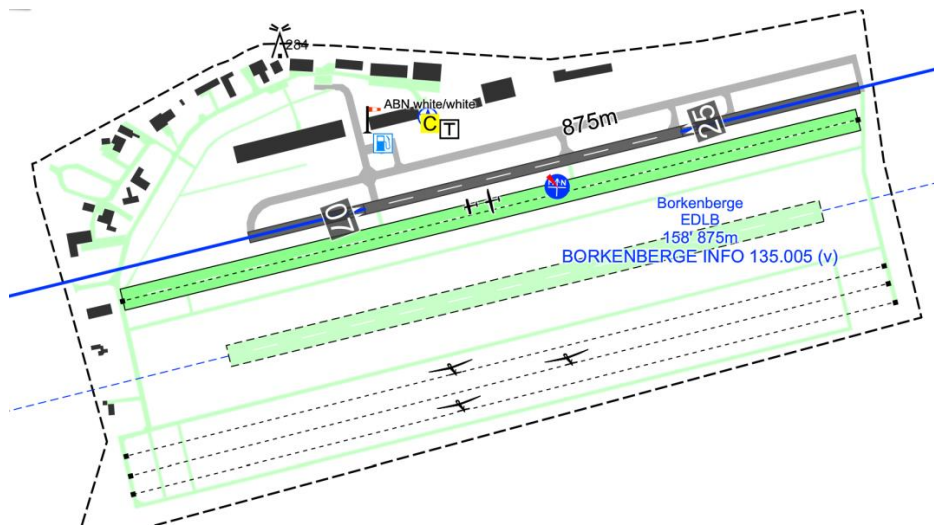 284
ABN white/white
C
T
875m
25
07
N
Borkenberge
EDLB
158' 875m
BORKENBERGE INFO 135.005 (v)